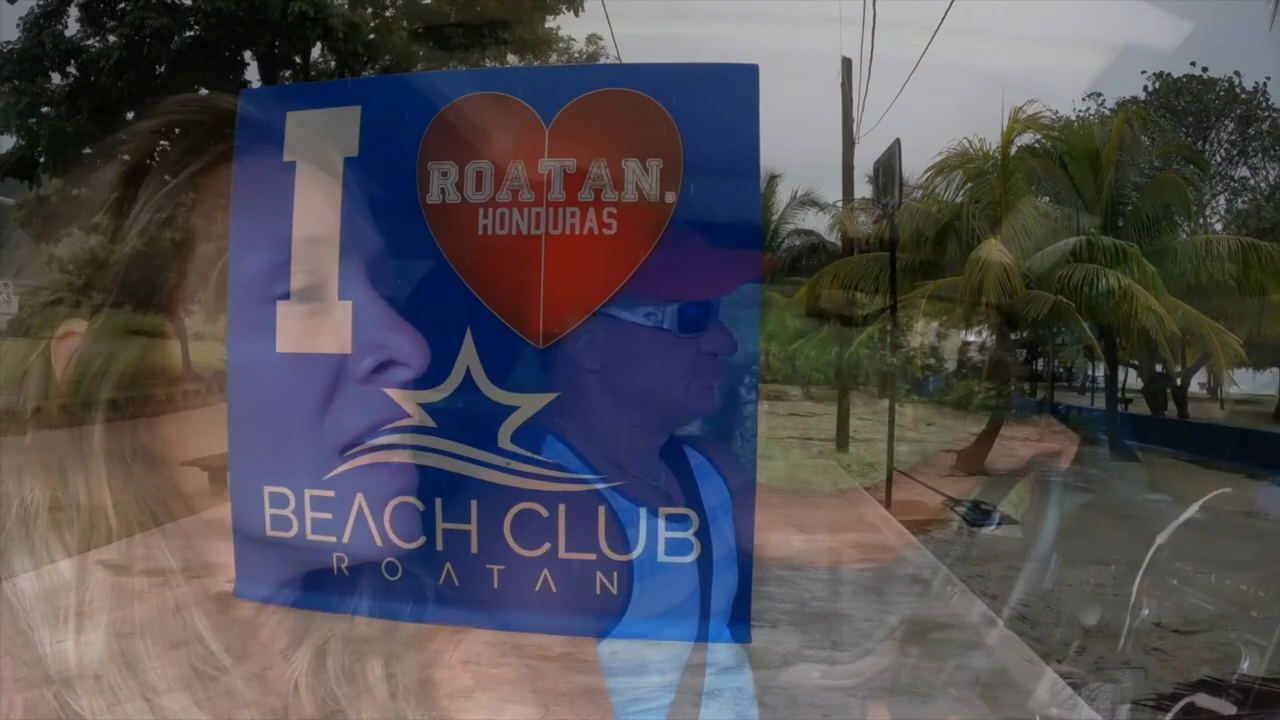 I
ROATAN.
HONDURAS
BEACH CLUB
ROATAN